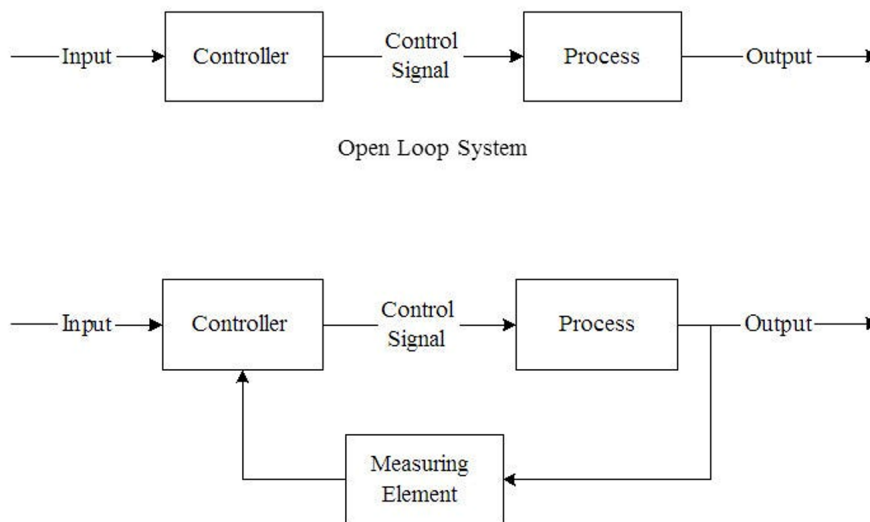 Input
Controller
Control
Signal
Process
Output
Open Loop System
Input
Controller
Control
Signal
Process
Output
Measuring
Element